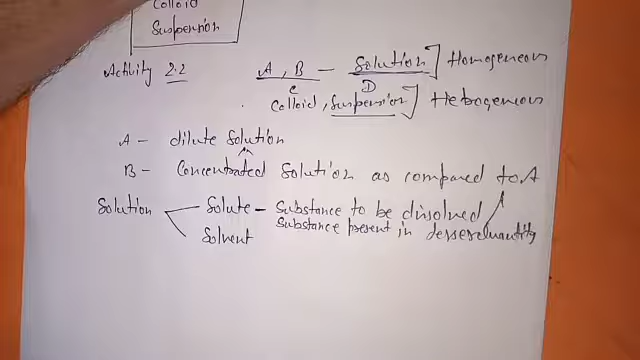 Colloid
Suspension
Activity 2.2
A, B - Solution] Homogeneous
C D
Colloid, Suspension] Hetrogeneous
A - dilute Solution
B - Concentrated Solution as compared to A
Solution Solute - Substance to be dissolved
Substance present in lesser quantity
Solvent